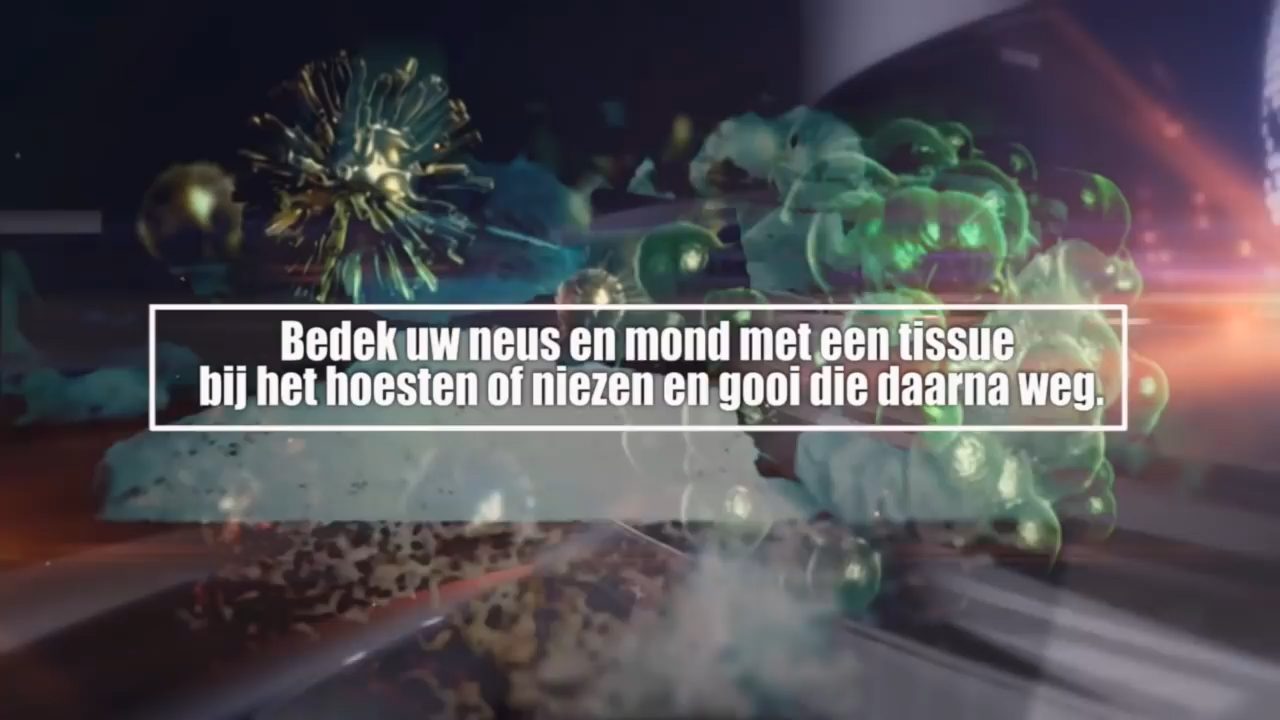 Bedek uw neus en mond met een tissue
bij het hoesten of niezen en gooi die daarna weg.